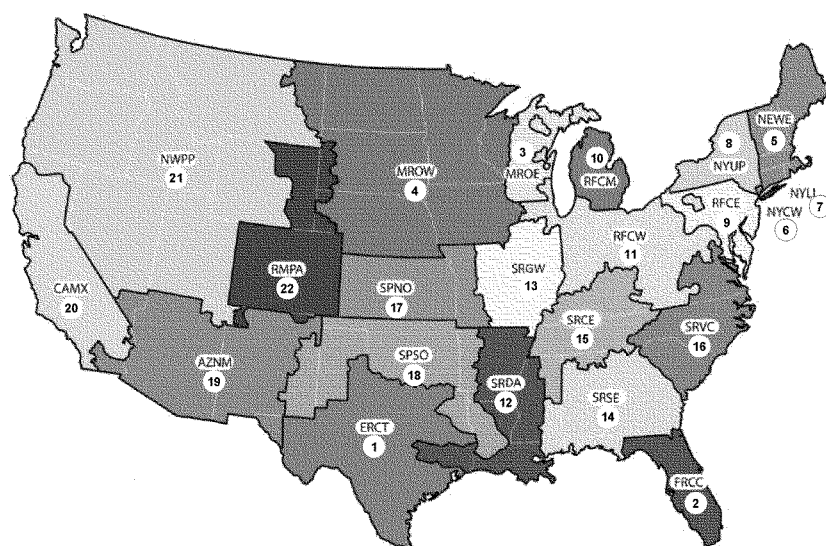 NWPP
21
MROW
4
3
MROE
10
RFCM
8
NYUP
NEWE
5
NYLI
7
NYCW
6
RFCE
9
RFCW
11
SRGW
13
RMPA
22
SPNO
17
CAMX
20
AZNM
19
SPSO
18
SRCE
15
SRVC
16
SRDA
12
SRSE
14
ERCT
1
FRCC
2